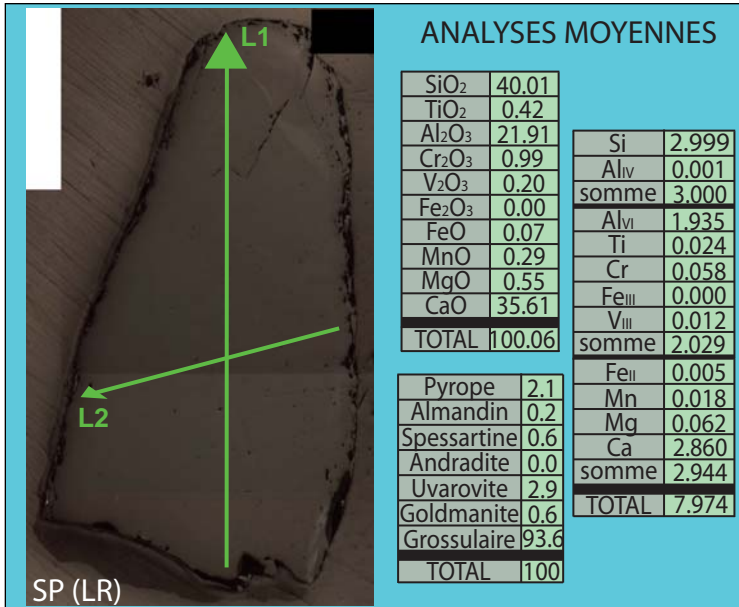 L1
L2
SP (LR)
ANALYSES MOYENNES
SiO₂ 40.01
TiO₂ 0.42
Al₂O₃ 21.91
Cr₂O₃ 0.99
V₂O₃ 0.20
Fe₂O₃ 0.00
FeO 0.07
MnO 0.29
MgO 0.55
CaO 35.61
TOTAL 100.06
Pyrope 2.1
Almandin 0.2
Spessartine 0.6
Andradite 0.0
Uvarovite 2.9
Goldmanite 0.6
Grossulaire 93.6
TOTAL 100
Si 2.999
AlIV 0.001
somme 3.000
AlVI 1.935
Ti 0.024
Cr 0.058
FeIII 0.000
VIII 0.012
somme 2.029
FeII 0.005
Mn 0.018
Mg 0.062
Ca 2.860
somme 2.944
TOTAL 7.974